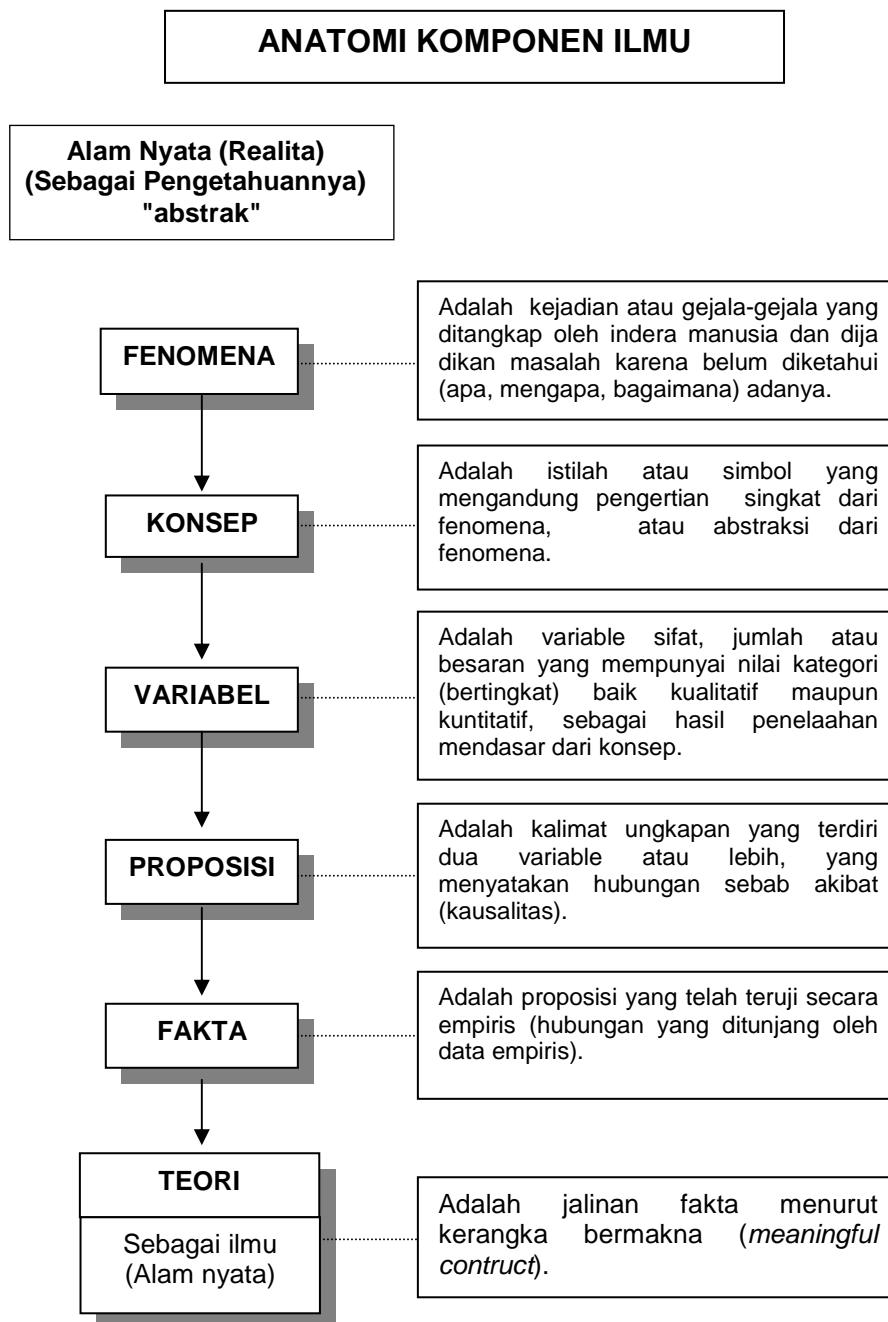 ANATOMI KOMPONEN ILMU
Alam Nyata (Realita)
(Sebagai Pengetahuannya)
"abstrak"
FENOMENA
Adalah kejadian atau gejala-gejala yang
ditangkap oleh indera manusia dan dija
dikan masalah karena belum diketahui
(apa, mengapa, bagaimana) adanya.
KONSEP
Adalah istilah atau simbol yang
mengandung pengertian singkat dari
fenomena, atau abstraksi dari
fenomena.
VARIABEL
Adalah variable sifat, jumlah atau
besaran yang mempunyai nilai kategori
(bertingkat) baik kualitatif maupun
kuntitatif, sebagai hasil penelaahan
mendasar dari konsep.
PROPOSISI
Adalah kalimat ungkapan yang terdiri
dua variable atau lebih, yang
menyatakan hubungan sebab akibat
(kausalitas).
FAKTA
Adalah proposisi yang telah teruji secara
empiris (hubungan yang ditunjang oleh
data empiris).
TEORI
Sebagai ilmu
(Alam nyata)
Adalah jalinan fakta menurut
kerangka bermakna (meaningful
contruct).